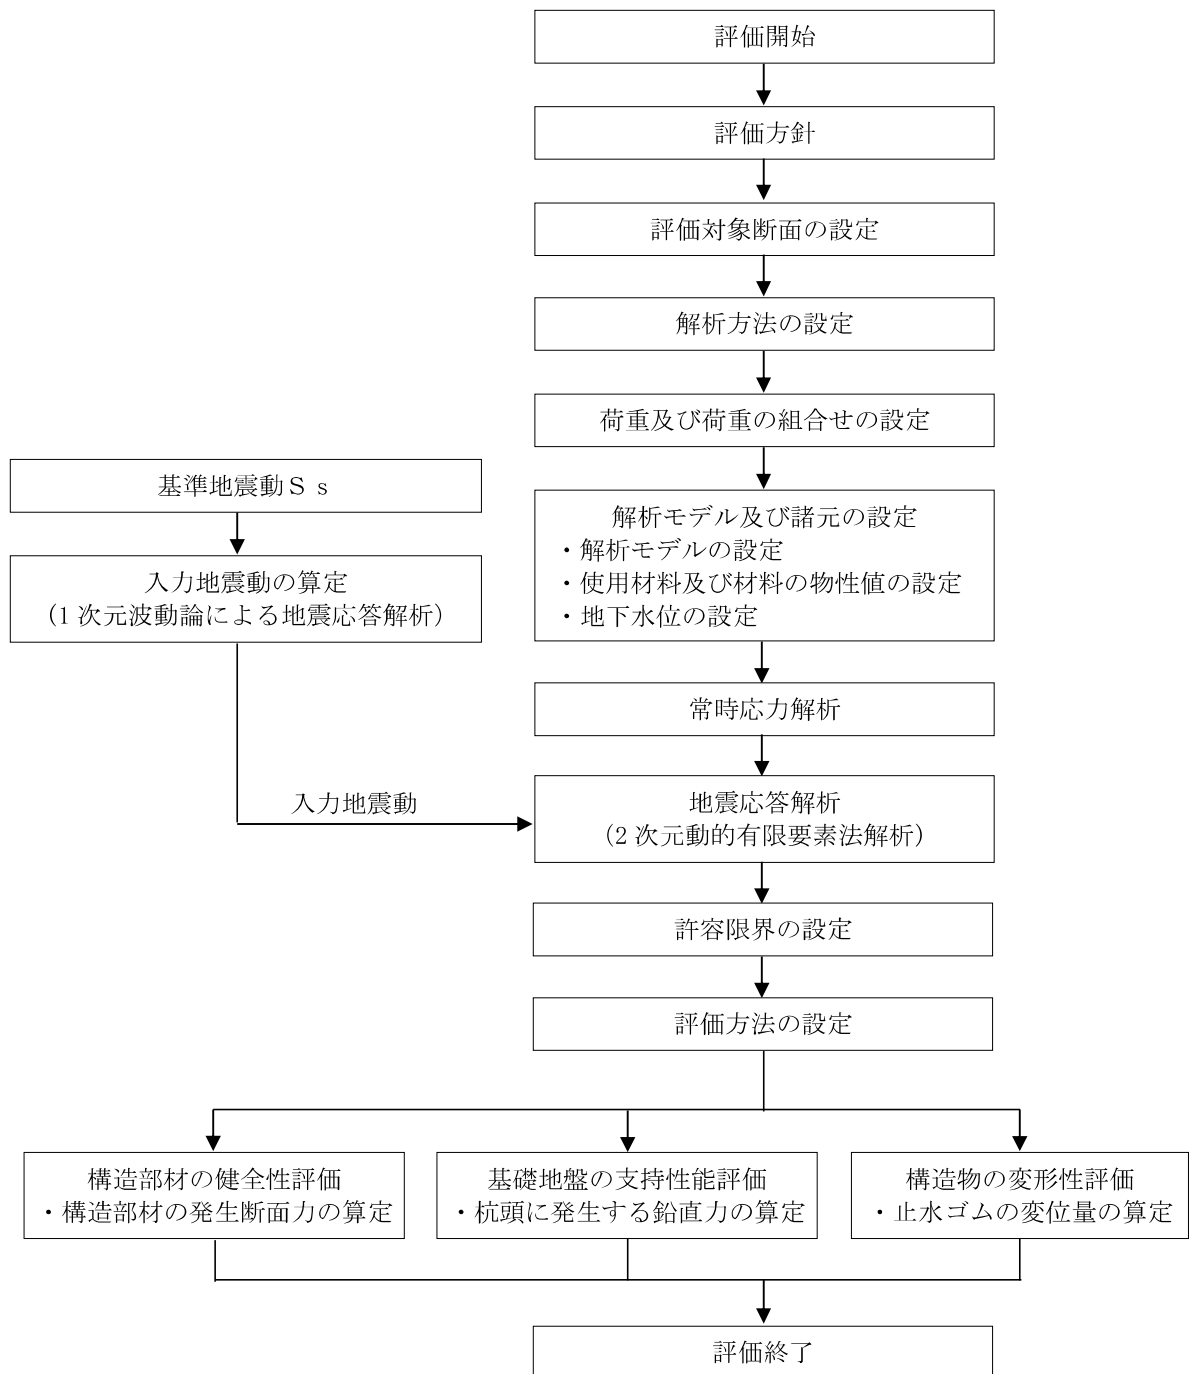 評価開始
評価方針
評価対象断面の設定
解析方法の設定
荷重及び荷重の組合せの設定
基準地震動Ｓｓ
入力地震動の算定
（1次元波動論による地震応答解析）
解析モデル及び諸元の設定
・解析モデルの設定
・使用材料及び材料の物性値の設定
・地下水位の設定
常時応力解析
入力地震動
地震応答解析
（2次元動的有限要素法解析）
許容限界の設定
評価方法の設定
構造部材の健全性評価
・構造部材の発生断面力の算定
基礎地盤の支持性能評価
・杭頭に発生する鉛直力の算定
構造物の変形性評価
・止水ゴムの変位量の算定
評価終了